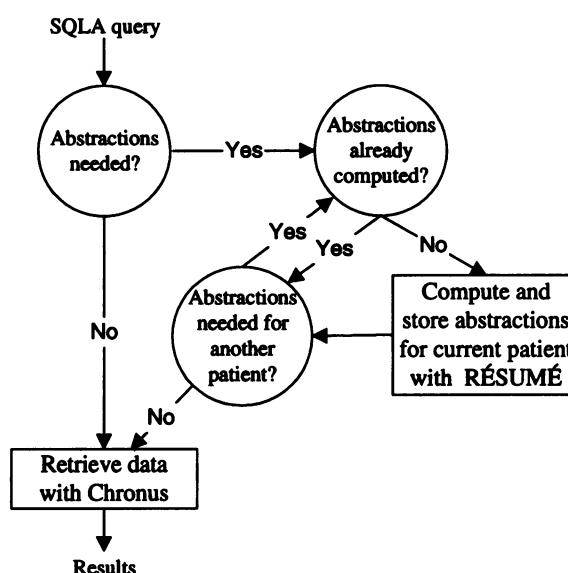 SQLA query
Abstractions
needed?
Yes
Abstractions
already
computed?
Yes
Yes
No
Abstractions
needed for
another
patient?
Compute and
store abstractions
for current patient
with RÉSUMÉ
No
No
Retrieve data
with Chronus
Results